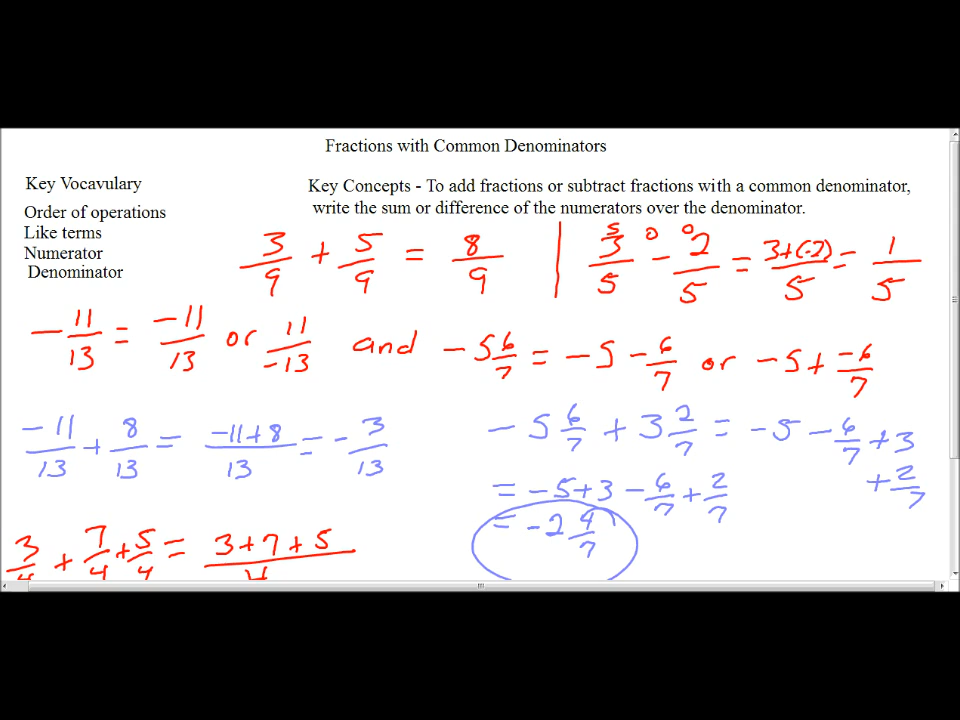 Fractions with Common Denominators
Key Vocavulary
Order of operations
Like terms
Numerator
Denominator
Key Concepts - To add fractions or subtract fractions with a common denominator,
write the sum or difference of the numerators over the denominator.
3/9 + 5/9 = 8/9 | 3/5 - 2/5 = 3+(-2)/5 = 1/5
- 11/13 = -11/13 or 11/-13 and - 5 6/7 = - 5 - 6/7 or - 5 + -6/7
-11/13 + 8/13 = -11+8/13 = - 3/13
- 5 6/7 + 3 2/7 = - 5 - 6/7 + 3 + 2/7
= - 5 + 3 - 6/7 + 2/7
= - 2 4/7
3/4 + 7/4 + 5/4 = 3 + 7 + 5/4